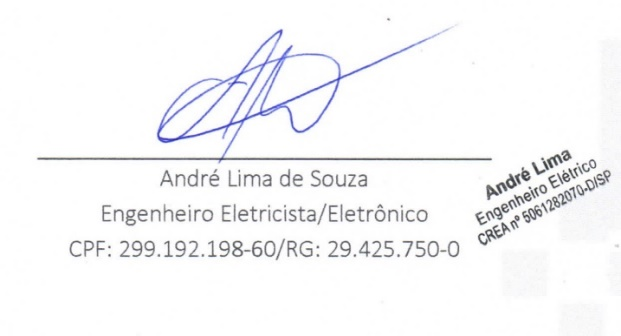 André Lima de Souza
Engenheiro Eletricista/Eletrônico
CPF: 299.192.198-60/RG: 29.425.750-0
André Lima
Engenheiro Elétrico
CREA nº 5061282070-D/SP